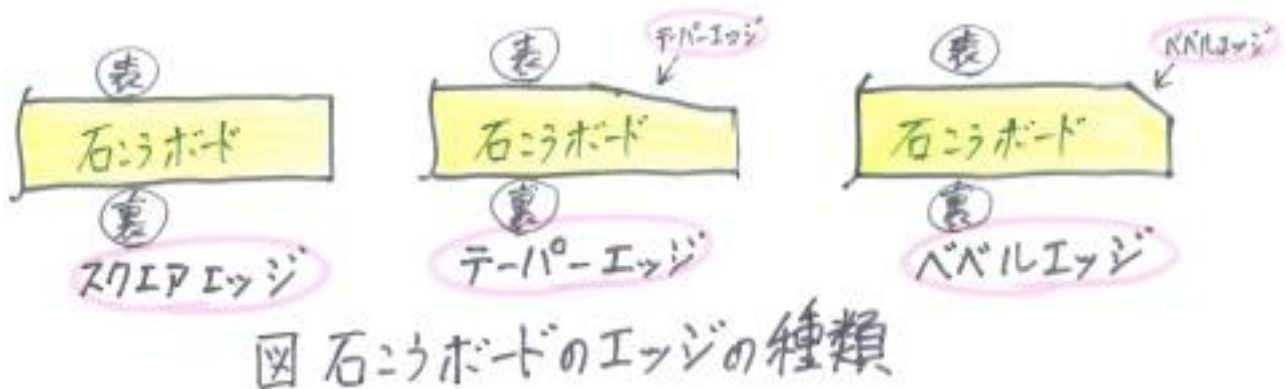 表
石こうボード
裏
スクエアエッジ
テーパーエッジ
表
石こうボード
裏
テーパーエッジ
ベベルエッジ
表
石こうボード
裏
ベベルエッジ
図 石こうボードのエッジの種類